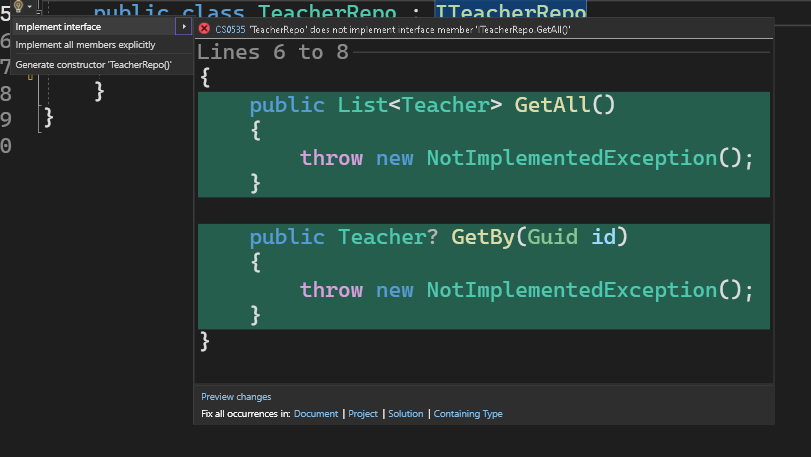 5 public class TeacherRepo : ITeacherRepo
Implement interface
Implement all members explicitly
Generate constructor 'TeacherRepo()'
6
7
8 }
9 }
0
CS0535 'TeacherRepo' does not implement interface member 'ITeacherRepo.GetAll()'
Lines 6 to 8
{
public List<Teacher> GetAll()
{
throw new NotImplementedException();
}
public Teacher? GetBy(Guid id)
{
throw new NotImplementedException();
}
}
Preview changes
Fix all occurrences in: Document | Project | Solution | Containing Type